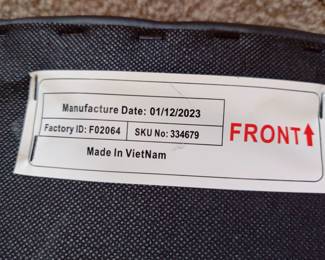 Manufacture Date: 01/12/2023
Factory ID: F02064 SKU No: 334679
FRONT↑
Made In VietNam